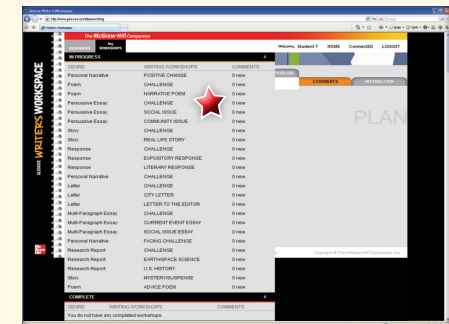 The McGraw-Hill Companies
RESOURCES My WORKSHOPS
Welcome, Student T HOME ConnectED LOGOUT
IN PROGRESS x
GENRE WRITING WORKSHOPS COMMENTS
Personal Narrative POSITIVE CHANGE 0 new
Poem CHALLENGE 0 new
Poem NARRATIVE POEM 0 new
Persuasive Essay CHALLENGE 0 new
Persuasive Essay SOCIAL ISSUE 0 new
Persuasive Essay COMMUNITY ISSUE 0 new
Story CHALLENGE 0 new
Story REAL LIFE STORY 0 new
Response CHALLENGE 0 new
Response EXPOSITORY RESPONSE 0 new
Response LITERARY RESPONSE 0 new
Personal Narrative CHALLENGE 0 new
Letter CHALLENGE 0 new
Letter CITY LETTER 0 new
Letter LETTER TO THE EDITOR 0 new
Multi-Paragraph Essay CHALLENGE 0 new
Multi-Paragraph Essay CURRENT EVENT ESSAY 0 new
Multi-Paragraph Essay SOCIAL ISSUE ESSAY 0 new
Personal Narrative FACING CHALLENGE 0 new
Research Report CHALLENGE 0 new
Research Report EARTH/SPACE SCIENCE 0 new
Research Report U.S. HISTORY 0 new
Story MYSTERY/SUSPENSE 0 new
Poem ADVICE POEM 0 new
COMPLETE x
GENRE WRITING WORKSHOPS COMMENTS
You do not have any completed workshops.
PUBLISH
COMMENTS INSTRUCTION
PLAN
Copyright © The McGraw-Hill Companies, Inc.
GLENCOE WRITER'S WORKSPACE